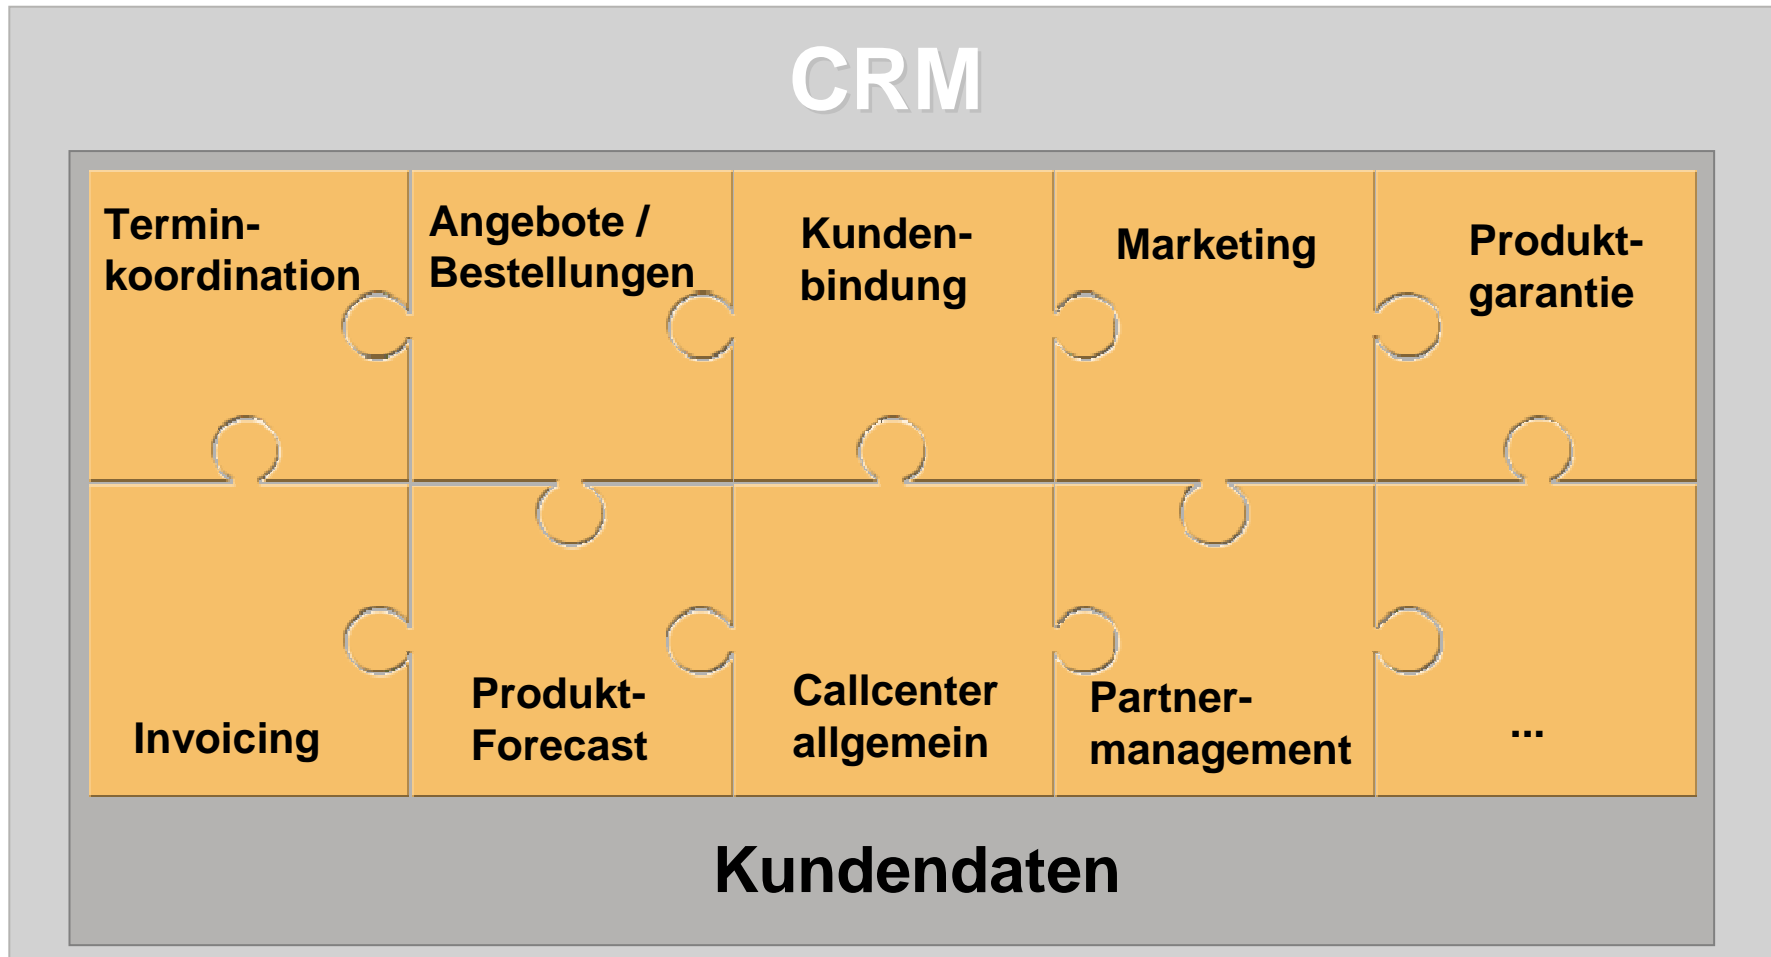 CRM
Termin-
koordination
Angebote /
Bestellungen
Kunden-
bindung
Marketing
Produkt-
garantie
Invoicing
Produkt-
Forecast
Callcenter
allgemein
Partner-
management
...
Kundendaten